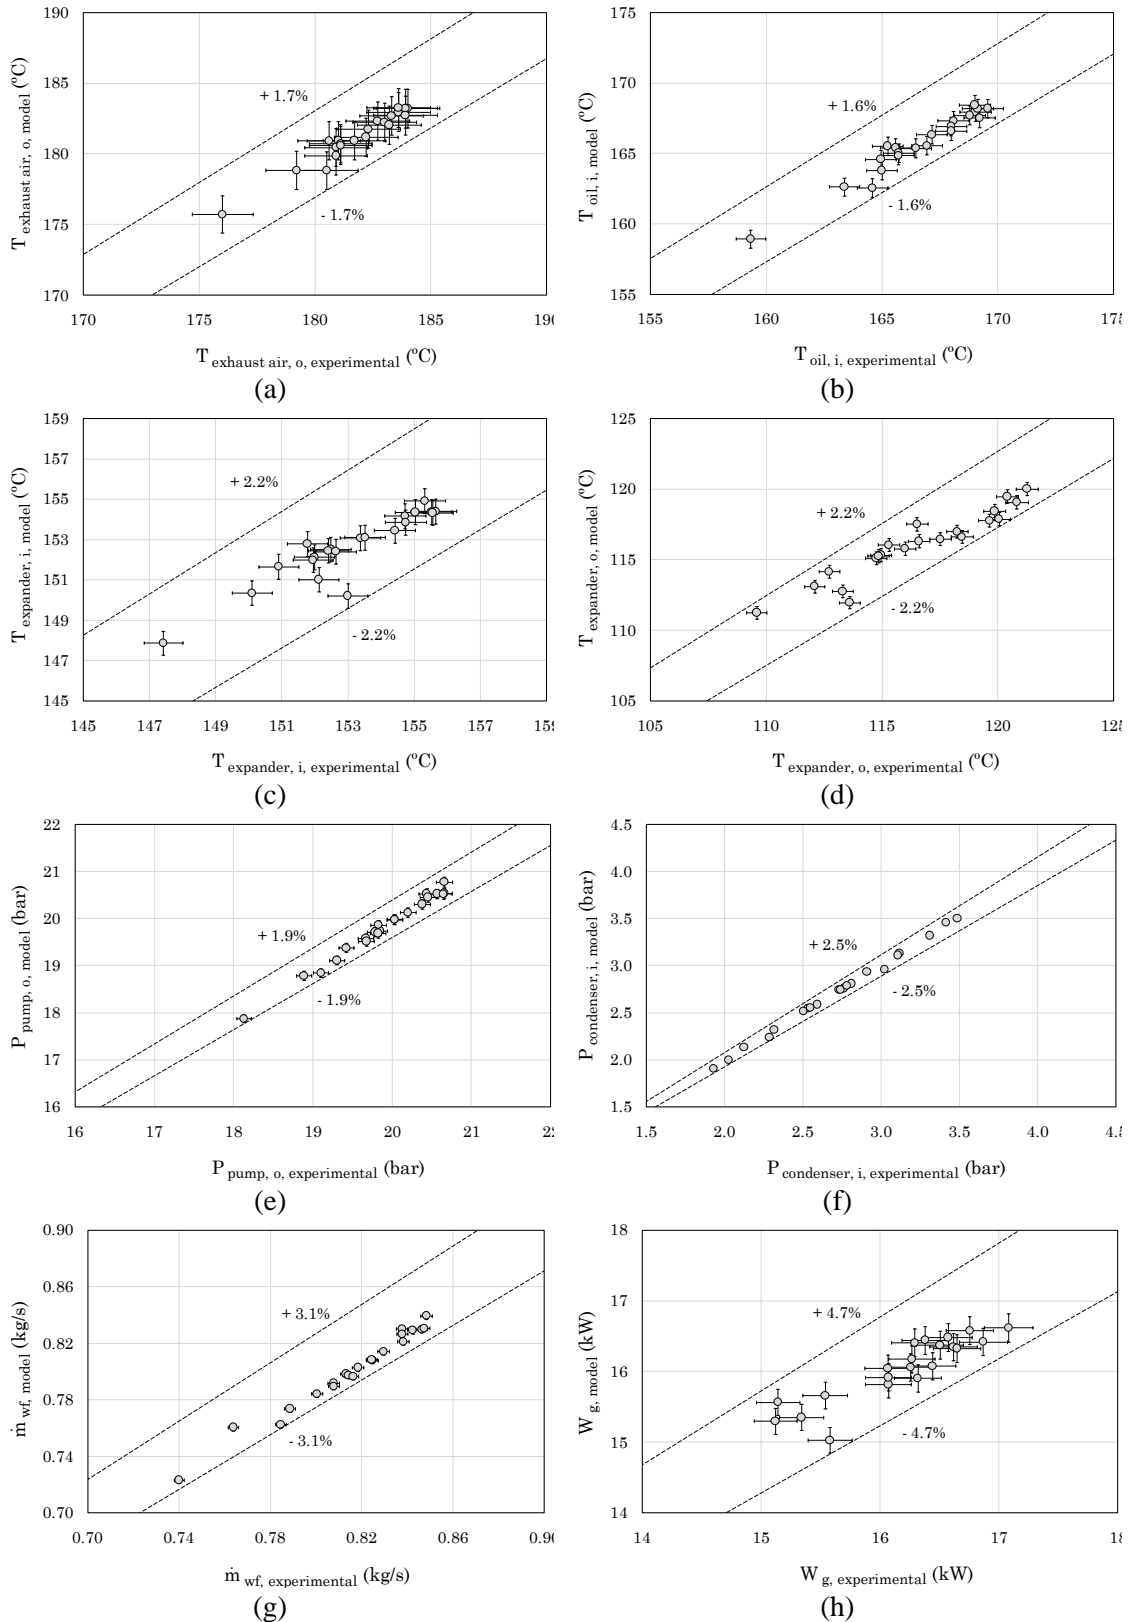 190
185
180
175
170
T exhaust air, o, model (ºC)
+ 1.7%
- 1.7%
170 175 180 185 190
T exhaust air, o, experimental (ºC)
(a)
175
170
165
160
155
T oil, i, model (ºC)
+ 1.6%
- 1.6%
155 160 165 170 175
T oil, i, experimental (ºC)
(b)
159
157
155
153
151
149
147
145
T expander, i, model (ºC)
+ 2.2%
- 2.2%
145 147 149 151 153 155 157 159
T expander, i, experimental (ºC)
(c)
125
120
115
110
105
T expander, o, model (ºC)
+ 2.2%
- 2.2%
105 110 115 120 125
T expander, o, experimental (ºC)
(d)
22
21
20
19
18
17
16
P pump, o, model (bar)
+ 1.9%
- 1.9%
16 17 18 19 20 21 22
P pump, o, experimental (bar)
(e)
4.5
4.0
3.5
3.0
2.5
2.0
1.5
P condenser, i, model (bar)
+ 2.5%
- 2.5%
1.5 2.0 2.5 3.0 3.5 4.0 4.5
P condenser, i, experimental (bar)
(f)
0.90
0.86
0.82
0.78
0.74
0.70
ṁ wf, model (kg/s)
+ 3.1%
- 3.1%
0.70 0.74 0.78 0.82 0.86 0.90
ṁ wf, experimental (kg/s)
(g)
18
17
16
15
14
W g, model (kW)
+ 4.7%
- 4.7%
14 15 16 17 18
W g, experimental (kW)
(h)